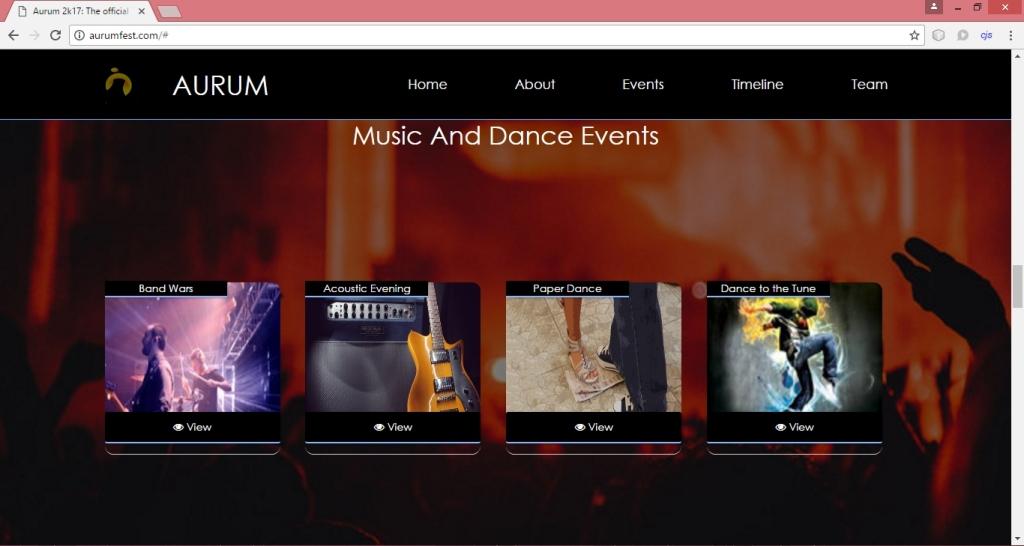 Aurum 2k17: The official
aurumfest.com/#
cjs
AURUM
Home About Events Timeline Team
Music And Dance Events
Band Wars
Acoustic Evening
Paper Dance
Dance to the Tune
View
View
View
View